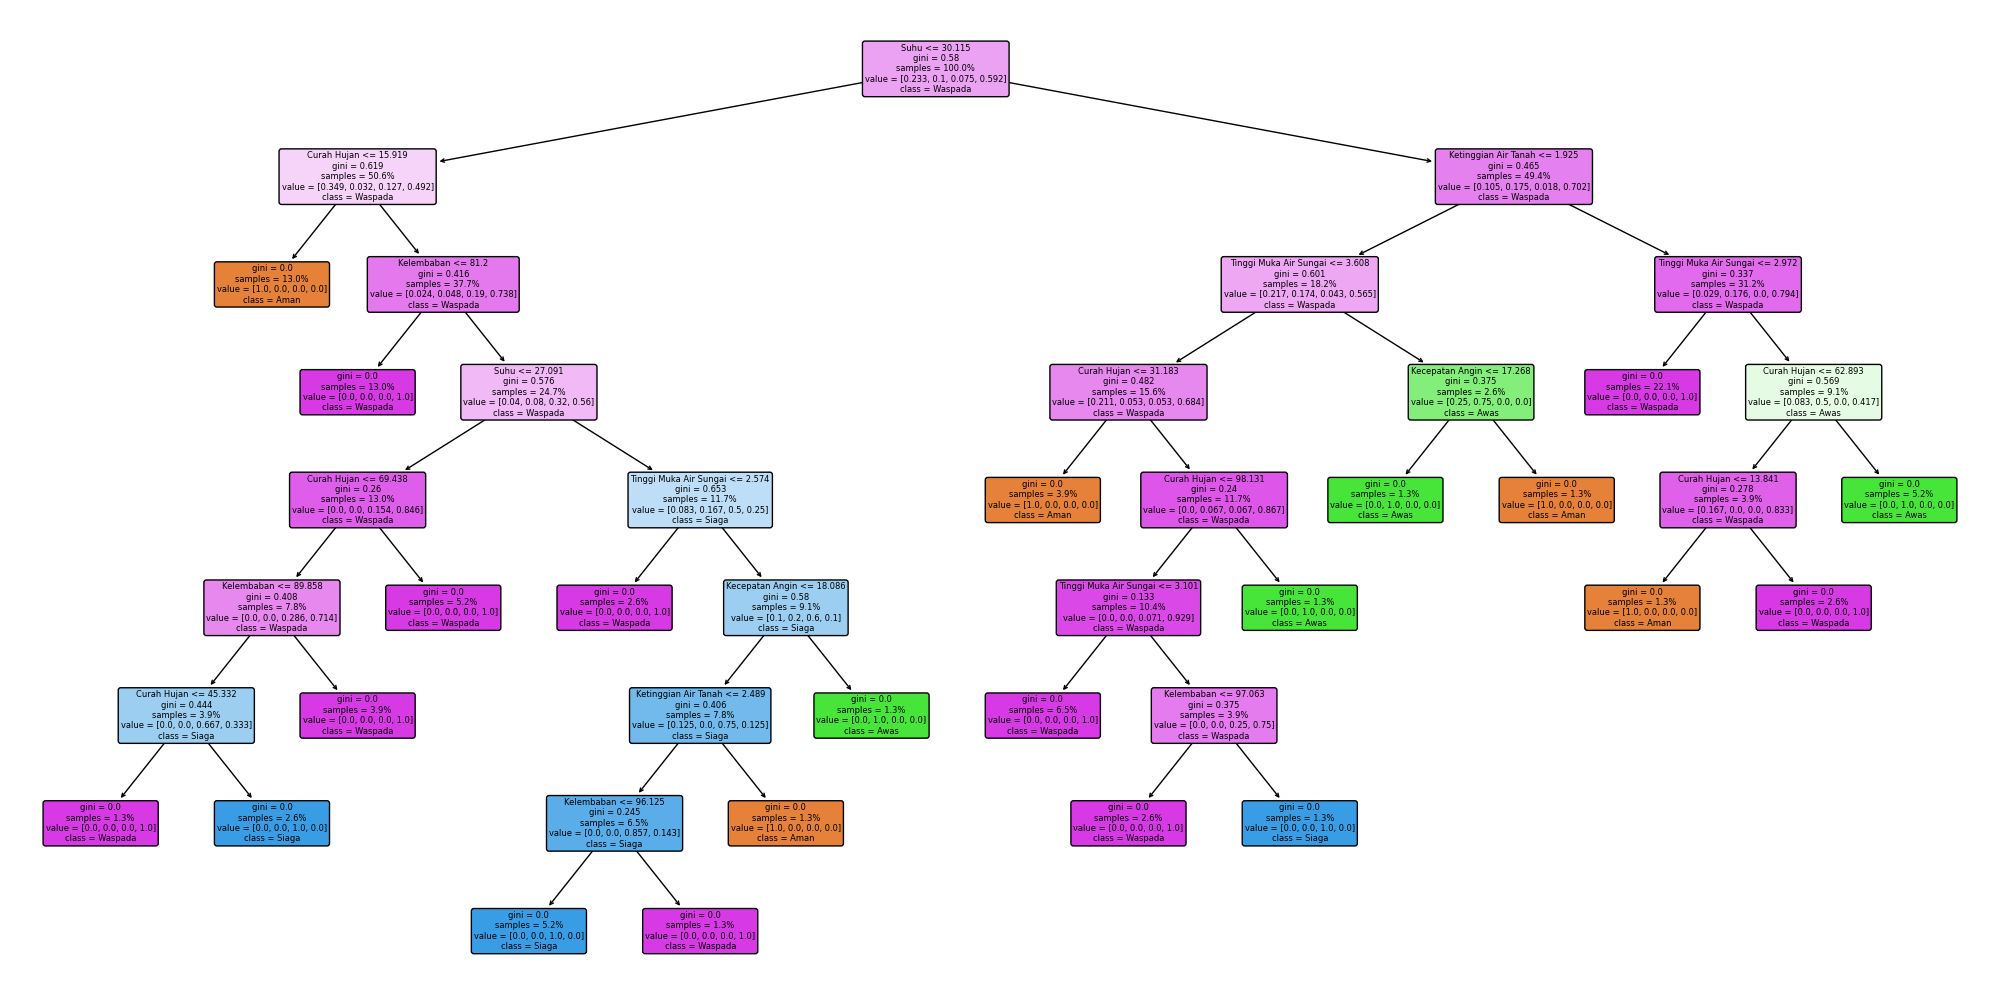 Suhu <= 30.115
gini = 0.58
samples = 100.0%
value = [0.233, 0.1, 0.075, 0.592]
class = Waspada
Curah Hujan <= 15.919
gini = 0.619
samples = 50.6%
value = [0.349, 0.032, 0.127, 0.492]
class = Waspada
Ketinggian Air Tanah <= 1.925
gini = 0.465
samples = 49.4%
value = [0.105, 0.175, 0.018, 0.702]
class = Waspada
gini = 0.0
samples = 13.0%
value = [1.0, 0.0, 0.0, 0.0]
class = Aman
Kelembaban <= 81.2
gini = 0.416
samples = 37.7%
value = [0.024, 0.048, 0.19, 0.738]
class = Waspada
Tinggi Muka Air Sungai <= 3.608
gini = 0.601
samples = 18.2%
value = [0.217, 0.174, 0.043, 0.565]
class = Waspada
Tinggi Muka Air Sungai <= 2.972
gini = 0.337
samples = 31.2%
value = [0.029, 0.176, 0.0, 0.794]
class = Waspada
gini = 0.0
samples = 13.0%
value = [0.0, 0.0, 0.0, 1.0]
class = Waspada
Suhu <= 27.091
gini = 0.576
samples = 24.7%
value = [0.04, 0.08, 0.32, 0.56]
class = Waspada
Curah Hujan <= 31.183
gini = 0.482
samples = 15.6%
value = [0.211, 0.053, 0.053, 0.684]
class = Waspada
Kecepatan Angin <= 17.268
gini = 0.375
samples = 2.6%
value = [0.25, 0.75, 0.0, 0.0]
class = Awas
gini = 0.0
samples = 22.1%
value = [0.0, 0.0, 0.0, 1.0]
class = Waspada
Curah Hujan <= 62.893
gini = 0.569
samples = 9.1%
value = [0.083, 0.5, 0.0, 0.417]
class = Awas
Curah Hujan <= 69.438
gini = 0.26
samples = 13.0%
value = [0.0, 0.0, 0.154, 0.846]
class = Waspada
Tinggi Muka Air Sungai <= 2.574
gini = 0.653
samples = 11.7%
value = [0.083, 0.167, 0.5, 0.25]
class = Siaga
gini = 0.0
samples = 3.9%
value = [1.0, 0.0, 0.0, 0.0]
class = Aman
Curah Hujan <= 98.131
gini = 0.24
samples = 11.7%
value = [0.0, 0.067, 0.067, 0.867]
class = Waspada
gini = 0.0
samples = 1.3%
value = [0.0, 1.0, 0.0, 0.0]
class = Awas
gini = 0.0
samples = 1.3%
value = [1.0, 0.0, 0.0, 0.0]
class = Aman
Curah Hujan <= 13.841
gini = 0.278
samples = 3.9%
value = [0.167, 0.0, 0.0, 0.833]
class = Waspada
gini = 0.0
samples = 5.2%
value = [0.0, 1.0, 0.0, 0.0]
class = Awas
Kelembaban <= 89.858
gini = 0.408
samples = 7.8%
value = [0.0, 0.0, 0.286, 0.714]
class = Waspada
gini = 0.0
samples = 5.2%
value = [0.0, 0.0, 0.0, 1.0]
class = Waspada
gini = 0.0
samples = 2.6%
value = [0.0, 0.0, 0.0, 1.0]
class = Waspada
Kecepatan Angin <= 18.086
gini = 0.58
samples = 9.1%
value = [0.1, 0.2, 0.6, 0.1]
class = Siaga
Tinggi Muka Air Sungai <= 3.101
gini = 0.133
samples = 10.4%
value = [0.0, 0.0, 0.071, 0.929]
class = Waspada
gini = 0.0
samples = 1.3%
value = [0.0, 1.0, 0.0, 0.0]
class = Awas
gini = 0.0
samples = 1.3%
value = [1.0, 0.0, 0.0, 0.0]
class = Aman
gini = 0.0
samples = 2.6%
value = [0.0, 0.0, 0.0, 1.0]
class = Waspada
Curah Hujan <= 45.332
gini = 0.444
samples = 3.9%
value = [0.0, 0.0, 0.667, 0.333]
class = Siaga
gini = 0.0
samples = 3.9%
value = [0.0, 0.0, 0.0, 1.0]
class = Waspada
Ketinggian Air Tanah <= 2.489
gini = 0.406
samples = 7.8%
value = [0.125, 0.0, 0.75, 0.125]
class = Siaga
gini = 0.0
samples = 1.3%
value = [0.0, 1.0, 0.0, 0.0]
class = Awas
gini = 0.0
samples = 6.5%
value = [0.0, 0.0, 0.0, 1.0]
class = Waspada
Kelembaban <= 97.063
gini = 0.375
samples = 3.9%
value = [0.0, 0.0, 0.25, 0.75]
class = Waspada
gini = 0.0
samples = 1.3%
value = [0.0, 0.0, 0.0, 1.0]
class = Waspada
gini = 0.0
samples = 2.6%
value = [0.0, 0.0, 1.0, 0.0]
class = Siaga
Kelembaban <= 96.125
gini = 0.245
samples = 6.5%
value = [0.0, 0.0, 0.857, 0.143]
class = Siaga
gini = 0.0
samples = 1.3%
value = [1.0, 0.0, 0.0, 0.0]
class = Aman
gini = 0.0
samples = 2.6%
value = [0.0, 0.0, 0.0, 1.0]
class = Waspada
gini = 0.0
samples = 1.3%
value = [0.0, 0.0, 1.0, 0.0]
class = Siaga
gini = 0.0
samples = 5.2%
value = [0.0, 0.0, 1.0, 0.0]
class = Siaga
gini = 0.0
samples = 1.3%
value = [0.0, 0.0, 0.0, 1.0]
class = Waspada